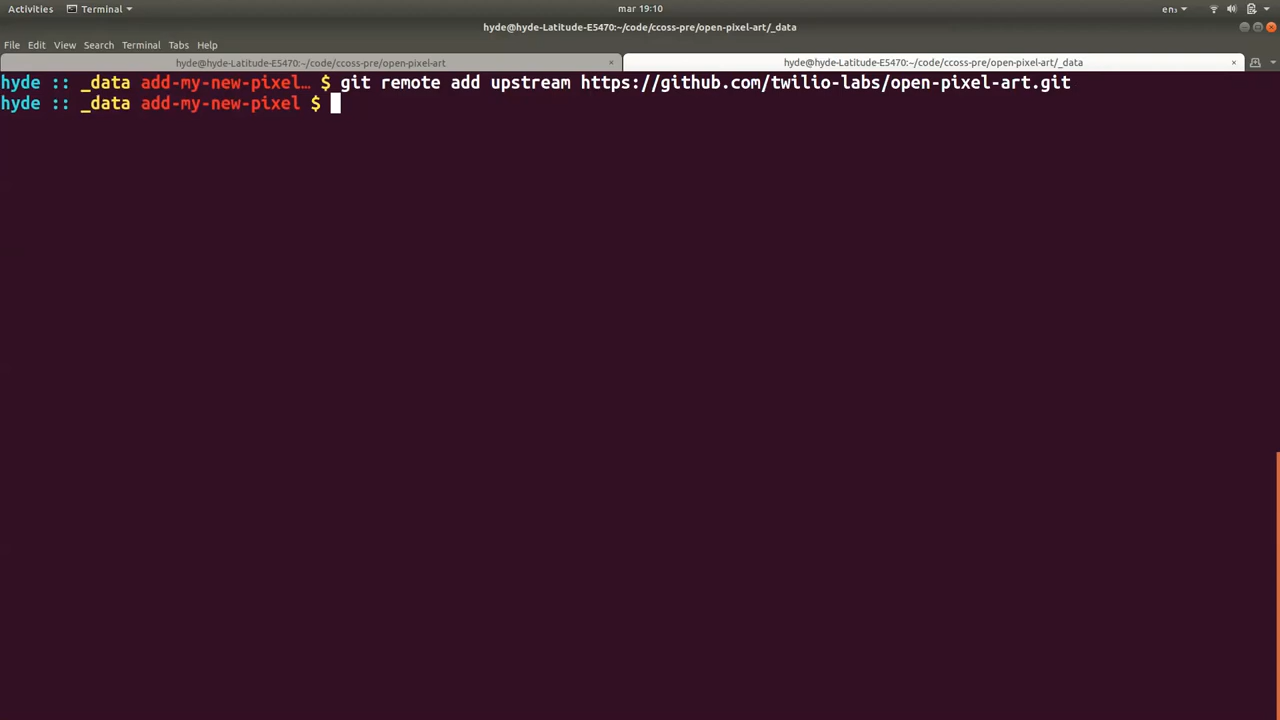 Activities Terminal mar 19:10 en₃
hyde@hyde-Latitude-E5470:~/code/ccoss-pre/open-pixel-art/_data
File Edit View Search Terminal Tabs Help
hyde@hyde-Latitude-E5470:~/code/ccoss-pre/open-pixel-art × hyde@hyde-Latitude-E5470:~/code/ccoss-pre/open-pixel-art/_data ×
hyde :: _data add-my-new-pixel… $ git remote add upstream https://github.com/twilio-labs/open-pixel-art.git
hyde :: _data add-my-new-pixel $